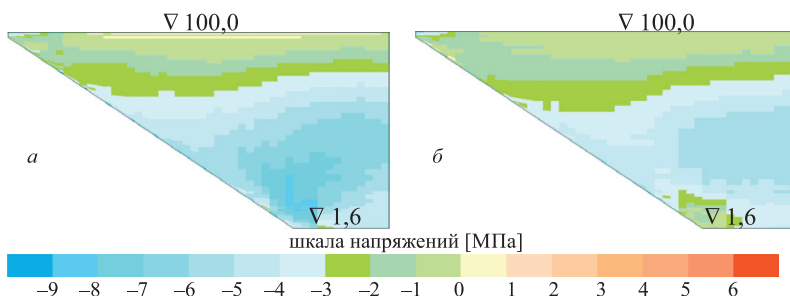 ∇ 100,0 ∇ 100,0
а б
∇ 1,6 ∇ 1,6
шкала напряжений [МПа]
–9 –8 –7 –6 –5 –4 –3 –2 –1 0 1 2 3 4 5 6